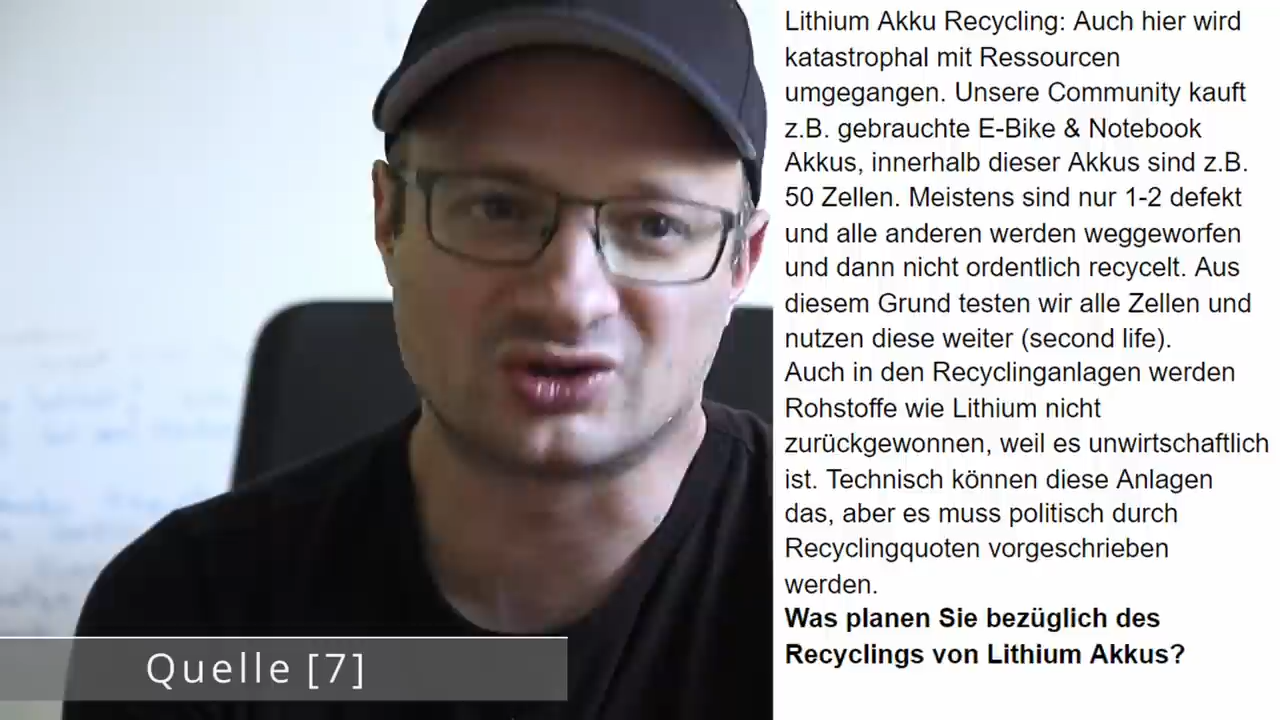 Lithium Akku Recycling: Auch hier wird
katastrophal mit Ressourcen
umgegangen. Unsere Community kauft
z.B. gebrauchte E-Bike & Notebook
Akkus, innerhalb dieser Akkus sind z.B.
50 Zellen. Meistens sind nur 1-2 defekt
und alle anderen werden weggeworfen
und dann nicht ordentlich recycelt. Aus
diesem Grund testen wir alle Zellen und
nutzen diese weiter (second life).
Auch in den Recyclinganlagen werden
Rohstoffe wie Lithium nicht
zurückgewonnen, weil es unwirtschaftlich
ist. Technisch können diese Anlagen
das, aber es muss politisch durch
Recyclingquoten vorgeschrieben
werden.
Was planen Sie bezüglich des
Recyclings von Lithium Akkus?
Quelle [7]